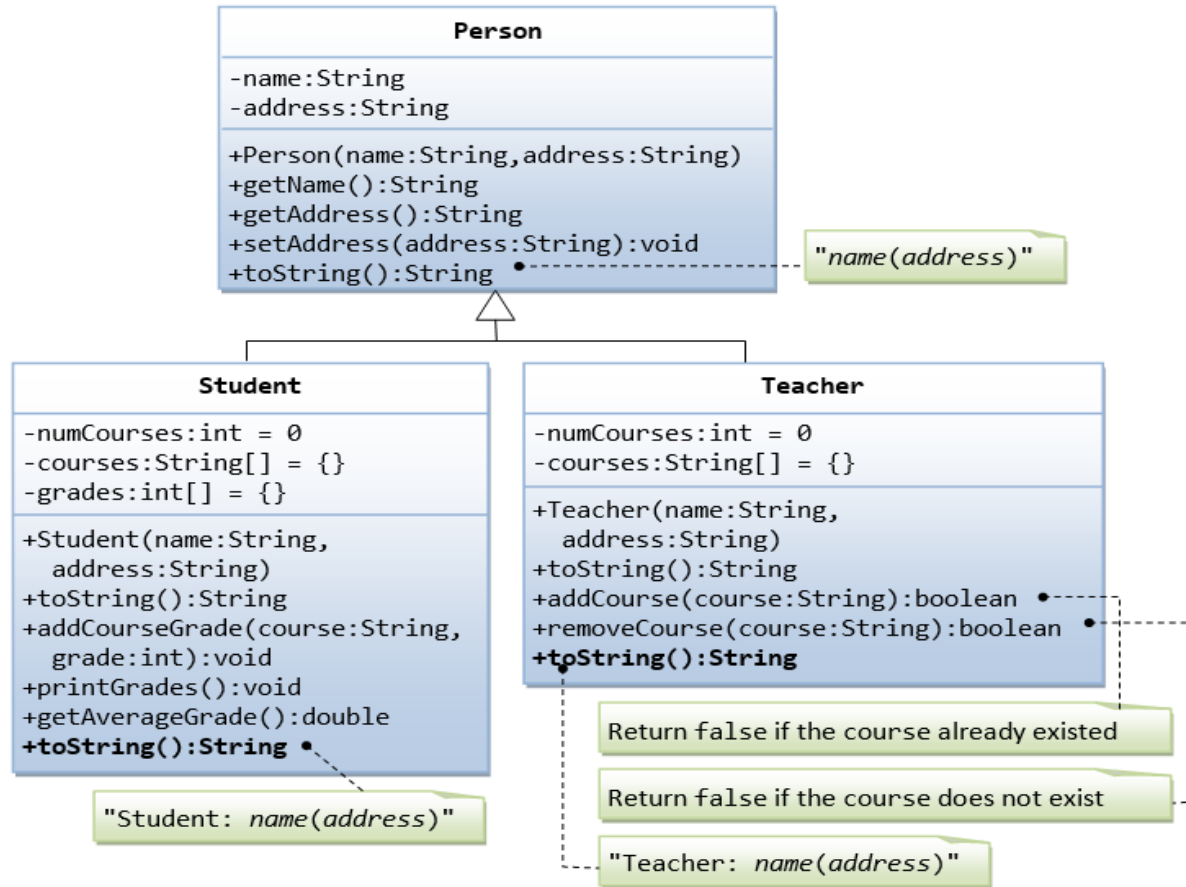 Person
-name:String
-address:String
+Person(name:String,address:String)
+getName():String
+getAddress():String
+setAddress(address:String):void
+toString():String
"name(address)"
Student
-numCourses:int = 0
-courses:String[] = {}
-grades:int[] = {}
+Student(name:String,
address:String)
+toString():String
+addCourseGrade(course:String,
grade:int):void
+printGrades():void
+getAverageGrade():double
+toString():String
"Student: name(address)"
Teacher
-numCourses:int = 0
-courses:String[] = {}
+Teacher(name:String,
address:String)
+toString():String
+addCourse(course:String):boolean
+removeCourse(course:String):boolean
+toString():String
Return false if the course already existed
Return false if the course does not exist
"Teacher: name(address)"